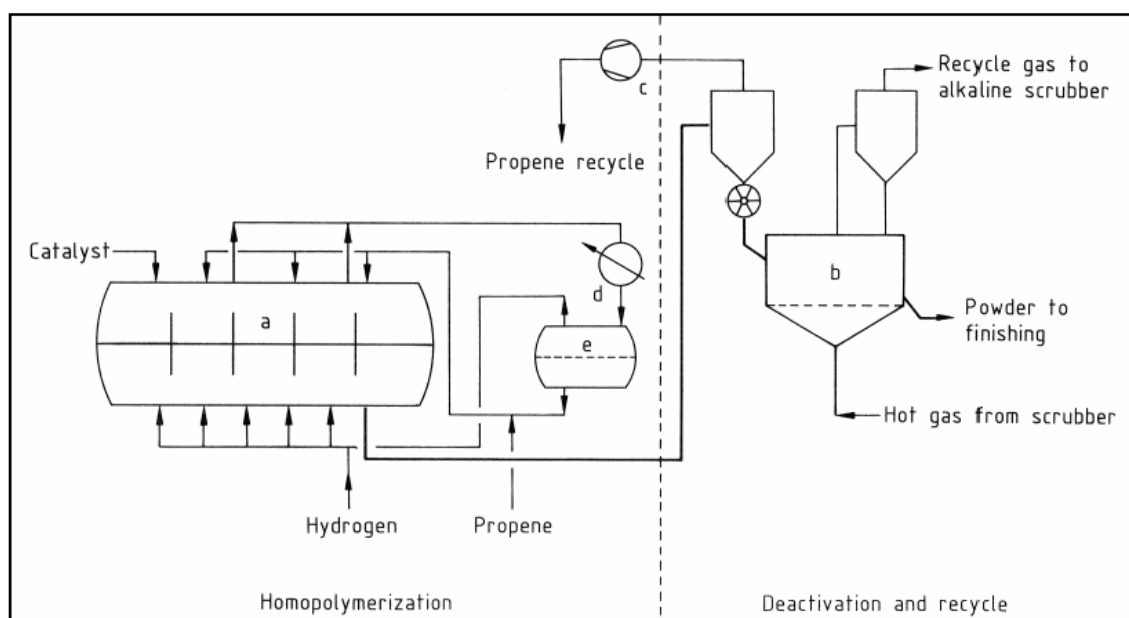 c
Recycle gas to
alkaline scrubber
Propene recycle
Catalyst
d
a
b
e
Powder to
finishing
Hot gas from scrubber
Hydrogen
Propene
Homopolymerization
Deactivation and recycle